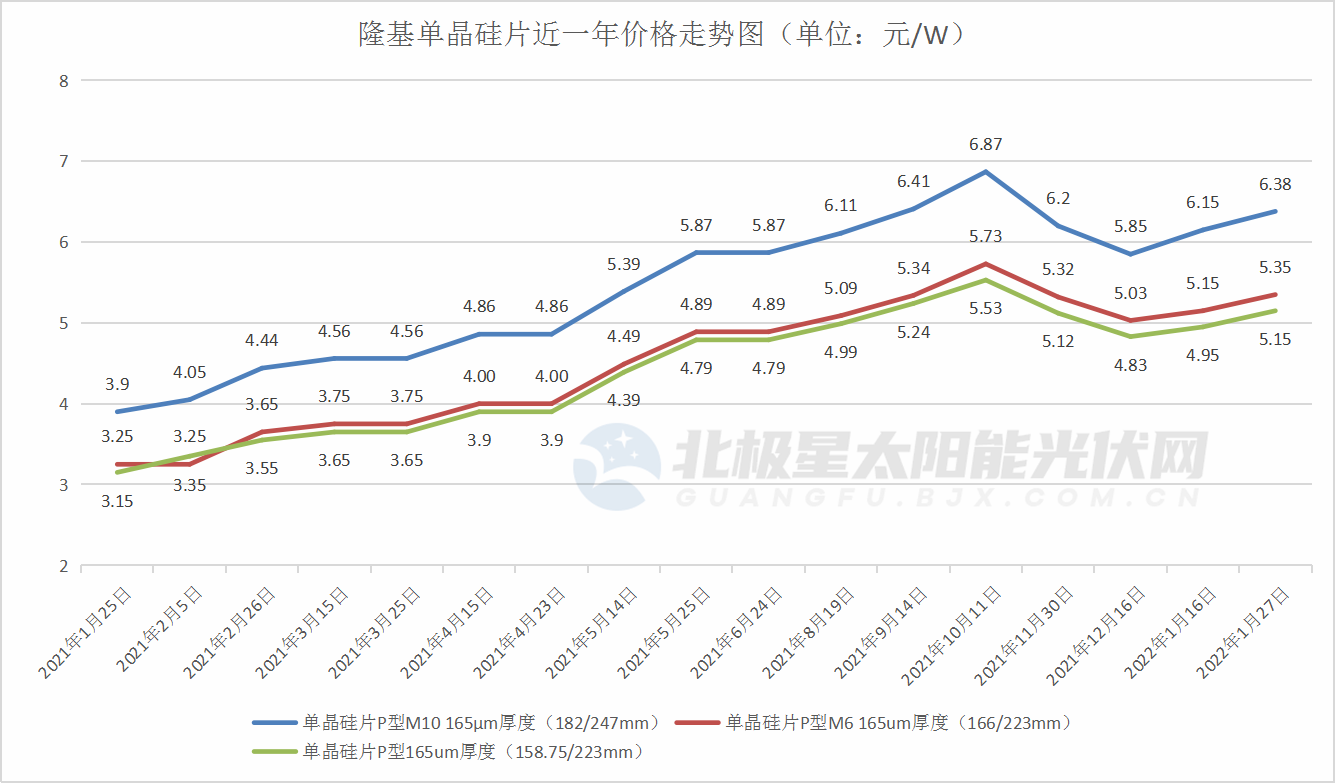 隆基单晶硅片近一年价格走势图（单位：元/W）
8
7
6
5
4
3
2
3.9
4.05
4.44
4.56
4.56
4.86
4.86
5.39
5.87
5.87
6.11
6.41
6.87
6.2
5.85
6.15
6.38
3.25
3.25
3.65
3.75
3.75
4.00
4.00
4.49
4.89
4.89
5.09
5.34
5.73
5.32
5.03
5.15
5.35
3.15
3.35
3.55
3.65
3.65
3.9
3.9
4.39
4.79
4.79
4.99
5.24
5.53
5.12
4.83
4.95
5.15
北极星太阳能光伏网
GUANGFU.BJX.COM.CN
2021年1月25日
2021年2月5日
2021年2月26日
2021年3月15日
2021年3月25日
2021年4月15日
2021年4月23日
2021年5月14日
2021年5月25日
2021年6月24日
2021年8月19日
2021年9月14日
2021年10月11日
2021年11月30日
2021年12月16日
2022年1月16日
2022年1月27日
单晶硅片P型M10 165μm厚度（182/247mm）
单晶硅片P型M6 165um厚度（166/223mm）
单晶硅片P型165um厚度（158.75/223mm）